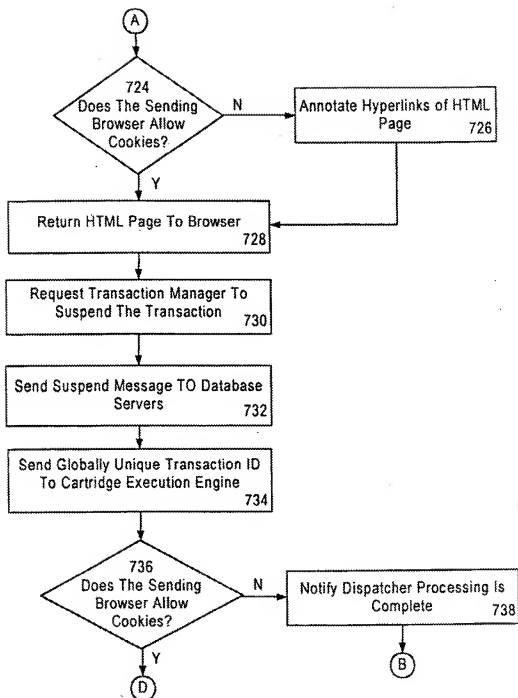 A
724
Does The Sending
Browser Allow
Cookies?
N
Annotate Hyperlinks of HTML
Page
726
Y
Return HTML Page To Browser
728
Request Transaction Manager To
Suspend The Transaction
730
Send Suspend Message TO Database
Servers
732
Send Globally Unique Transaction ID
To Cartridge Execution Engine
734
736
Does The Sending
Browser Allow
Cookies?
N
Notify Dispatcher Processing Is
Complete
738
Y
B
D